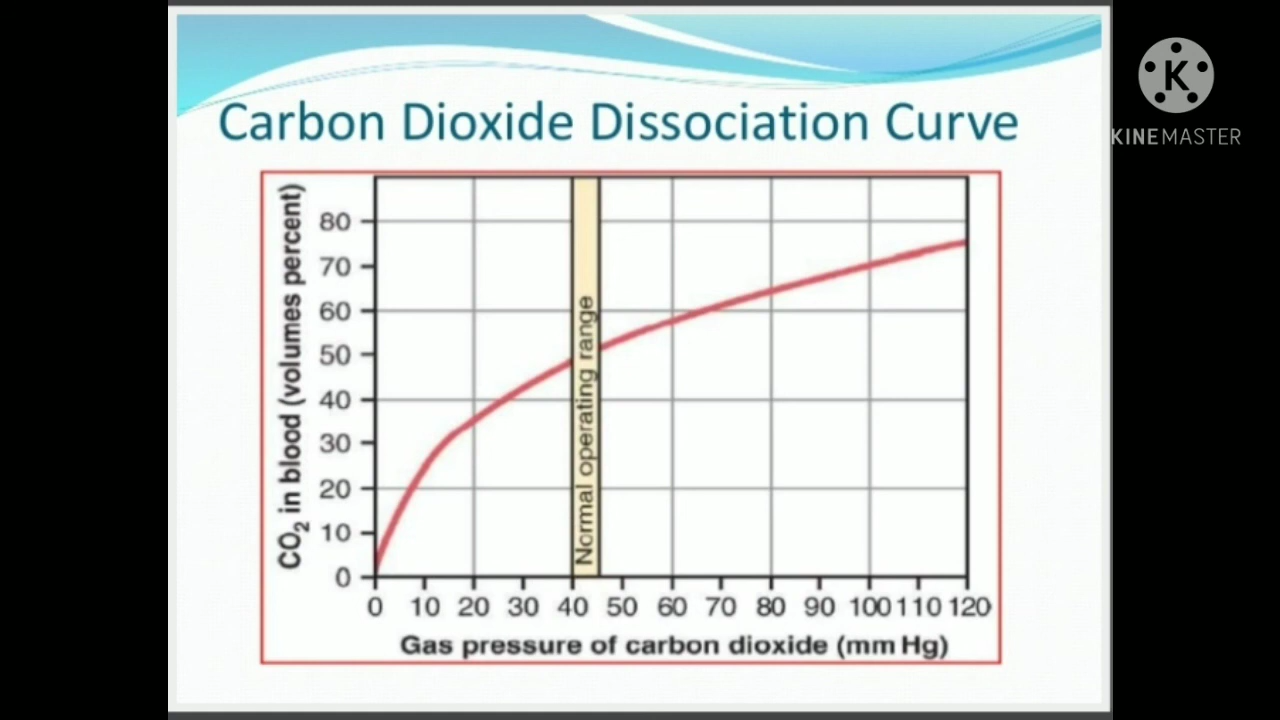 Carbon Dioxide Dissociation Curve
K
KINEMASTER
CO₂ in blood (volumes percent)
80
70
60
50
40
30
20
10
0
Normal operating range
0 10 20 30 40 50 60 70 80 90 100 110 120
Gas pressure of carbon dioxide (mm Hg)